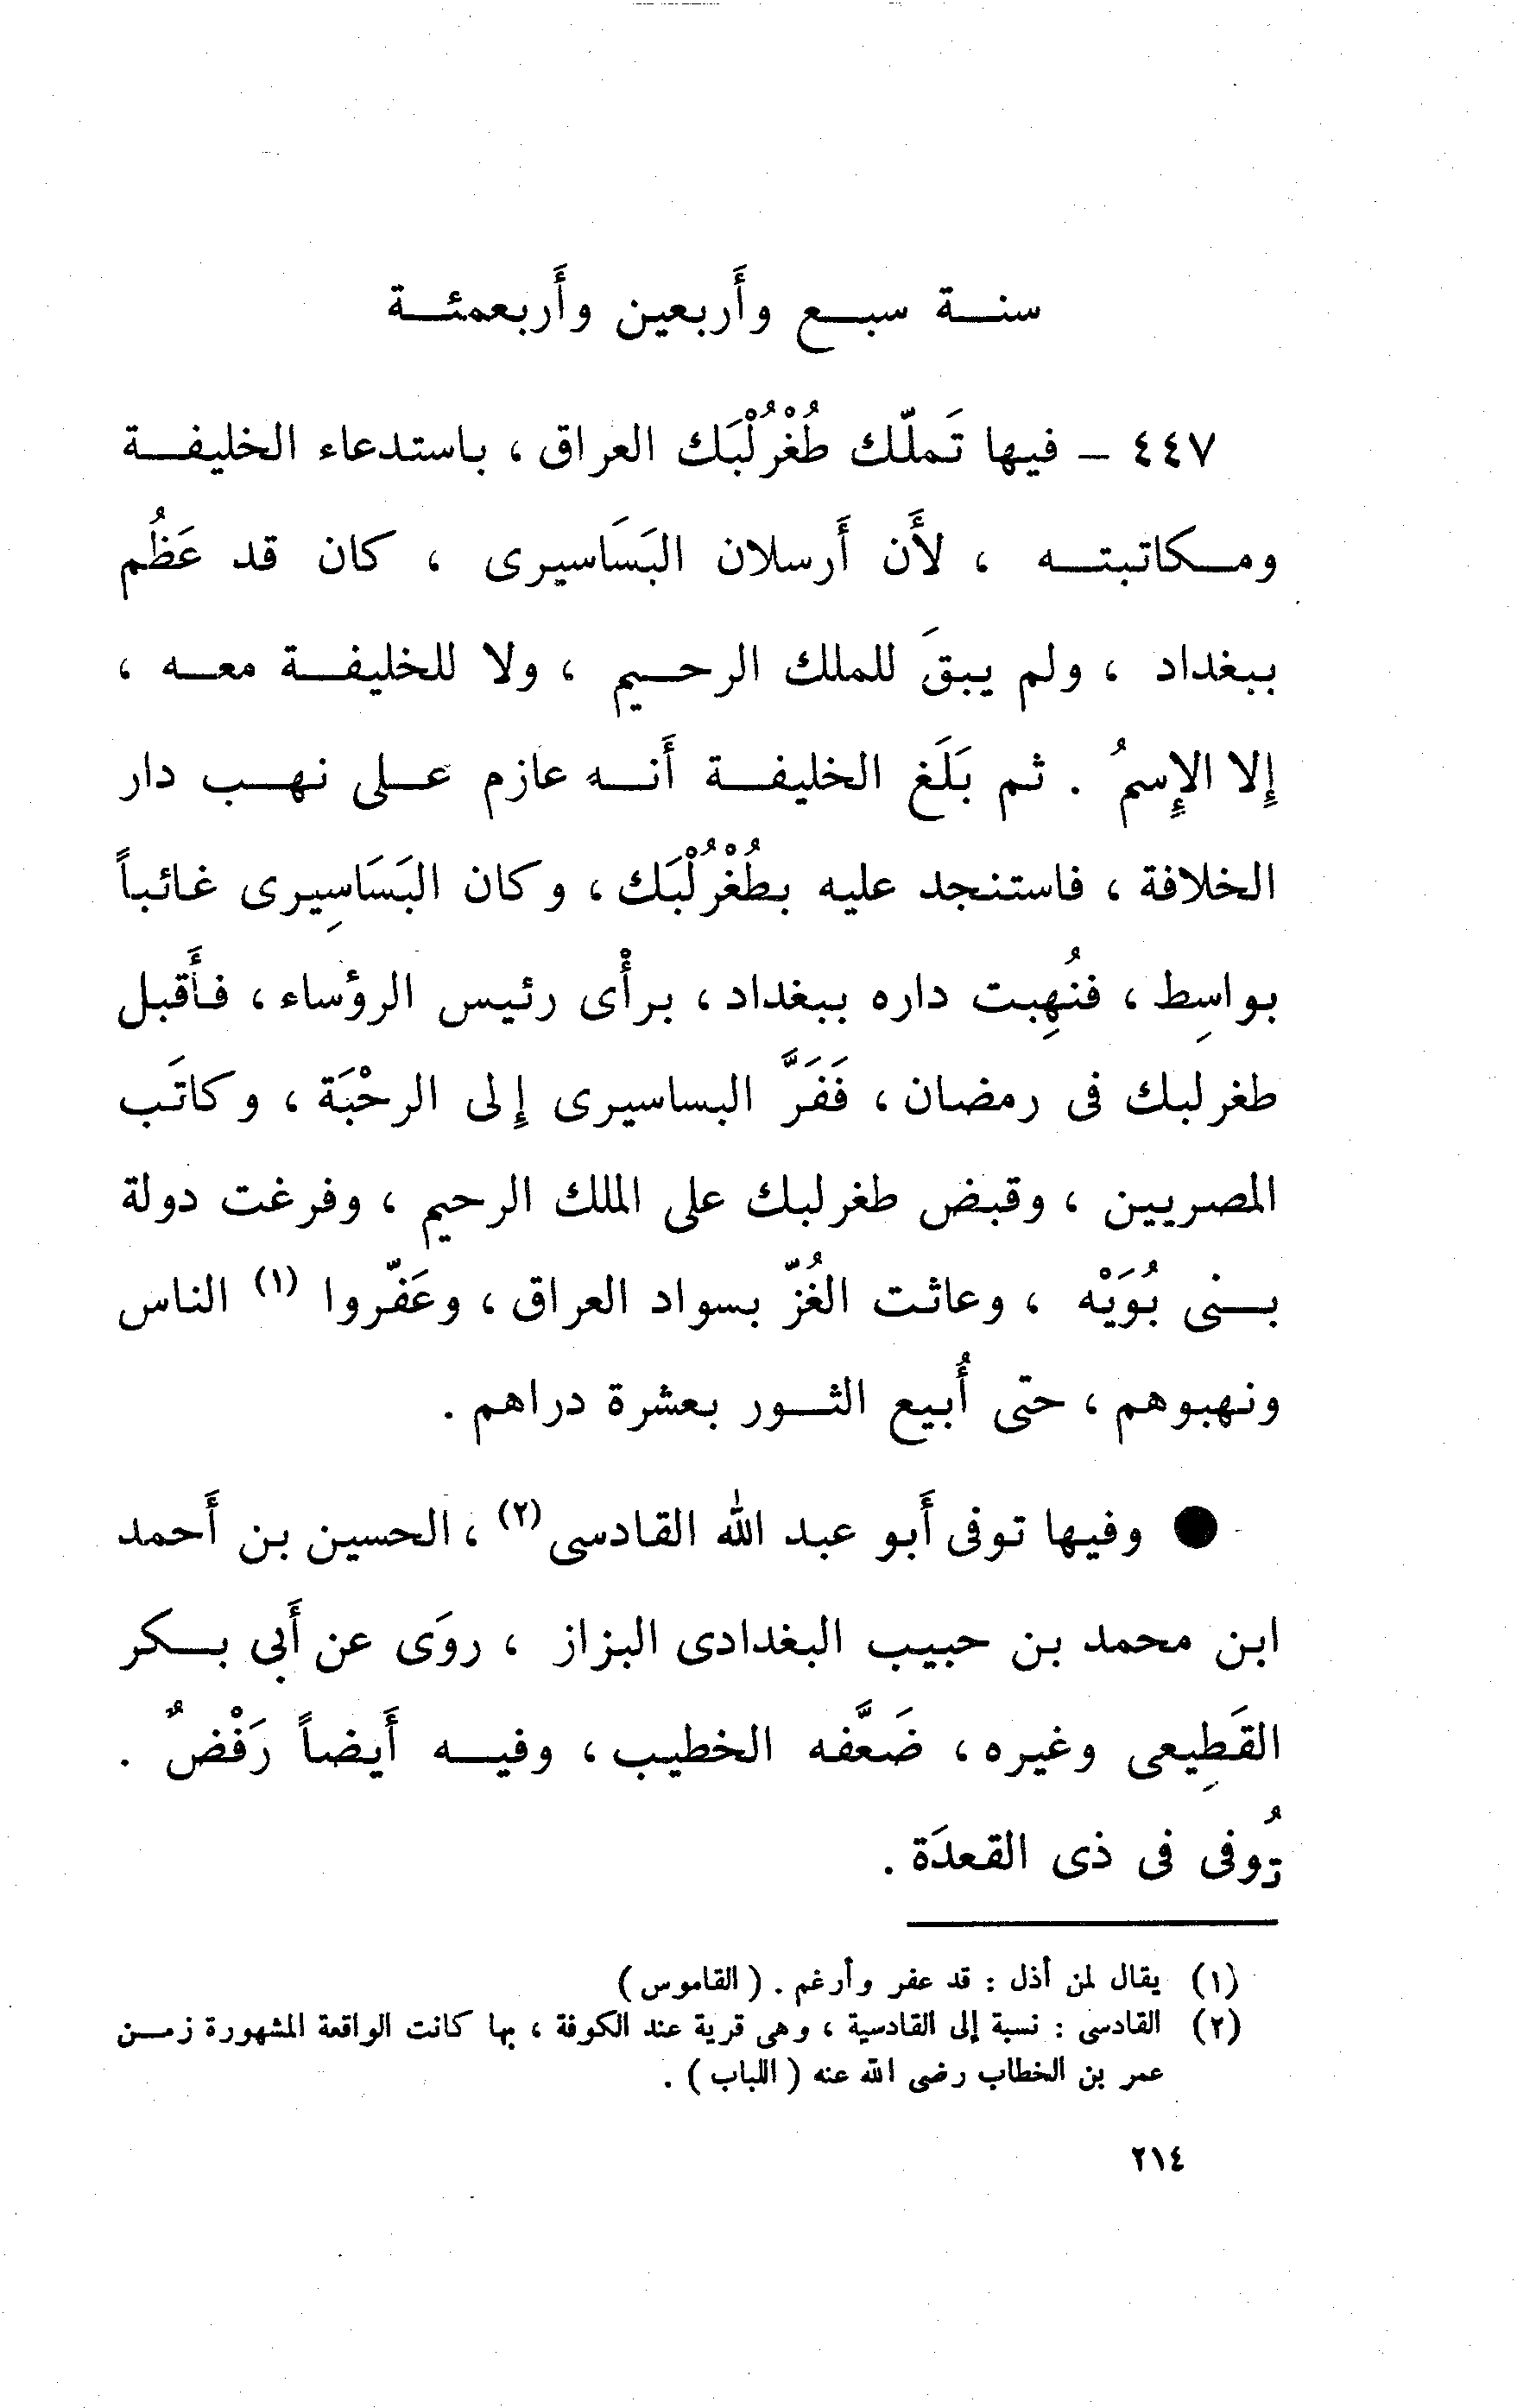 سنة سبع وأربعين وأربعمئة
٤٤٧ – فيها تَملّك طُغْرُلْبَك العراق ، باستدعاء الخليفة
ومكاتبته ، لأَن أَرسلان البَسَاسيرى ، كان قد عَظُم
ببغداد ، ولم يبقَ للملك الرحيم ، ولا للخليفة معه ،
إلا الإِسمُ . ثم بَلَغ الخليفة أَنه عازم على نهب دار
الخلافة ، فاستنجد عليه بطُغْرُلْبَك ، وكان البَسَاسِيرى غائباً
بواسِط ، فنُهِبت داره ببغداد ، برأْى رئيس الرؤساء ، فأَقبل
طغرلبك فى رمضان ، فَفَرَّ البساسيرى إلى الرحْبَة ، وكاتَب
المصريين ، وقبض طغرلبك على الملك الرحيم ، وفرغت دولة
بنى بُوَيْه ، وعاثت الغُزّ بسواد العراق ، وعَفّروا (١) الناس
ونهبوهم ، حتى أُبيع الثور بعشرة دراهم .
● وفيها توفى أَبو عبد الله القادسى (٢) ، الحسين بن أَحمد
ابن محمد بن حبيب البغدادى البزاز ، روَى عن أَبى بكر
القَطِيعى وغيره ، ضَعَّفه الخطيب ، وفيه أَيضاً رَفْضٌ .
تُوفى فى ذى القعدَة .
(١) يقال لمن أذل : قد عفر وأرغم . ( القاموس )
(٢) القادسى : نسبة إلى القادسية ، وهى قرية عند الكوفة ، بها كانت الواقعة المشهورة زمن
عمر بن الخطاب رضى الله عنه ( اللباب ) .
٢١٤